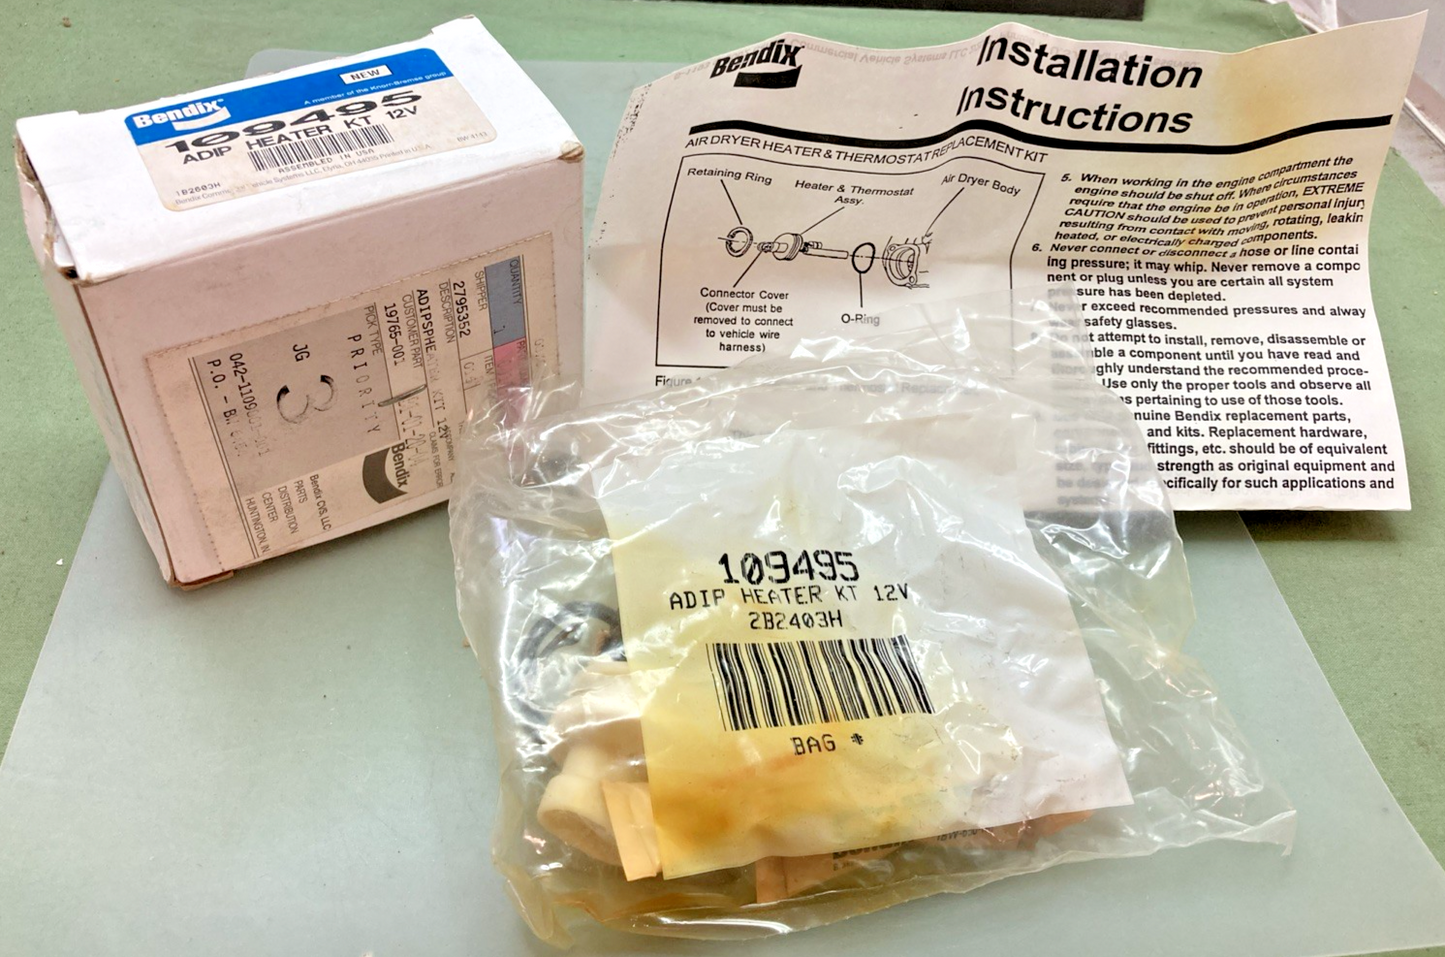 NEW
Bendix
A member of the Knorr-Bremse group
109495
ADIP HEATER KT 12V
ASSEMBLED IN USA
1B2603H
Systems LLC, Elyria, OH 44035 Printed in U.S.A.
QUANTITY
1
SHIPPER
2795352
DESCRIPTION
CUSTOMER PART
19765-001
PICK TYPE
PRIORITY
JG
3
P.O. -
Bendix
Bendix CVS, LLC
PARTS
DISTRIBUTION
CENTER
HUNTINGTON, IN
Bendix
Installation
Instructions
AIR DRYER HEATER & THERMOSTAT REPLACEMENT KIT
Retaining Ring
Heater & Thermostat
Assy.
Air Dryer Body
Connector Cover
(Cover must be
removed to connect
to vehicle wire
harness)
O-Ring
Figure
5. When working in the engine compartment the
engine should be shut off. Where circumstances
require that the engine be in operation, EXTREME
CAUTION should be used to prevent personal injury
resulting from contact with moving, rotating, leakin
heated, or electrically charged components.
6. Never connect or disconnect a hose or line contai
ing pressure; it may whip. Never remove a compo
nent or plug unless you are certain all system
pressure has been depleted.
exceed recommended pressures and alway
safety glasses.
attempt to install, remove, disassemble or
a component until you have read and
understand the recommended proce-
Use only the proper tools and observe all
pertaining to use of those tools.
Bendix replacement parts,
and kits. Replacement hardware,
fittings, etc. should be of equivalent
strength as original equipment and
for such applications and
109495
ADIP HEATER KT 12V
2B2403H
BAG *